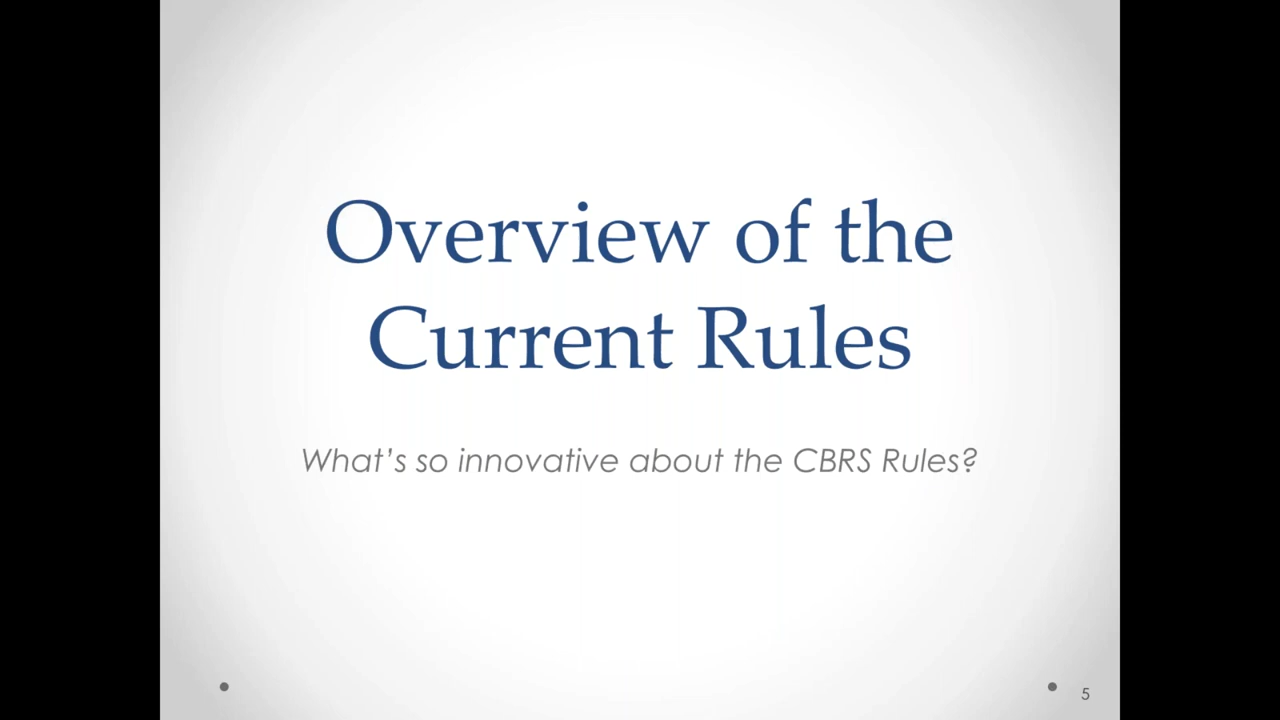 Overview of the
Current Rules
What's so innovative about the CBRS Rules?
5